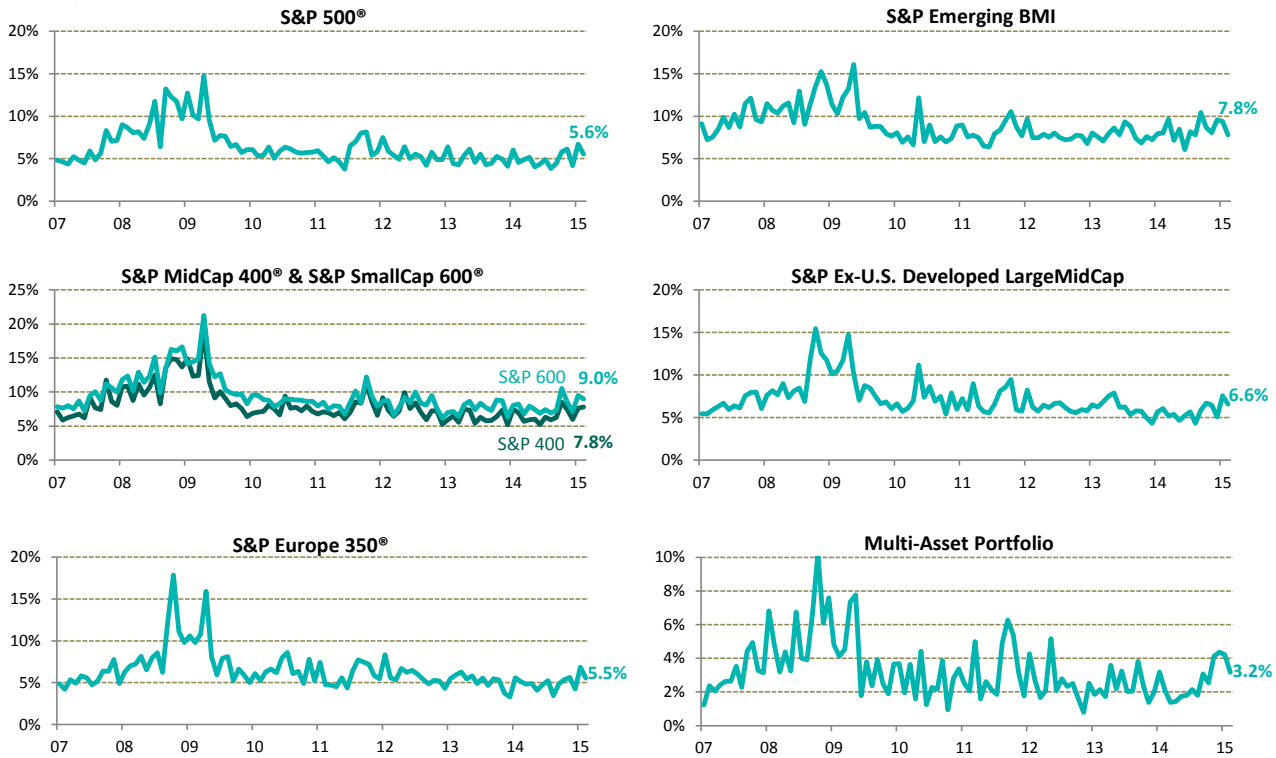 S&P 500®
20%
15%
10%
5%
0%
5.6%
07 08 09 10 11 12 13 14 15
S&P Emerging BMI
20%
15%
10%
5%
0%
7.8%
07 08 09 10 11 12 13 14 15
S&P MidCap 400® & S&P SmallCap 600®
25%
20%
15%
10%
5%
0%
S&P 600 9.0%
S&P 400 7.8%
07 08 09 10 11 12 13 14 15
S&P Ex-U.S. Developed LargeMidCap
20%
15%
10%
5%
0%
6.6%
07 08 09 10 11 12 13 14 15
S&P Europe 350®
20%
15%
10%
5%
0%
5.5%
07 08 09 10 11 12 13 14 15
Multi-Asset Portfolio
10%
8%
6%
4%
2%
0%
3.2%
07 08 09 10 11 12 13 14 15